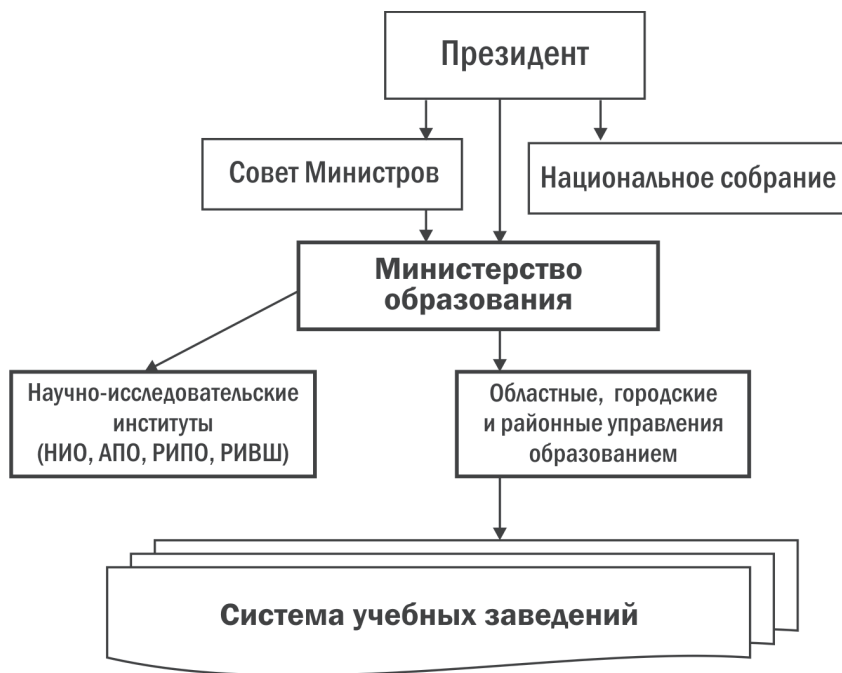 Президент
Совет Министров
Национальное собрание
Министерство
образования
Научно-исследовательские
институты
(НИО, АПО, РИПО, РИВШ)
Областные, городские
и районные управления
образованием
Система учебных заведений